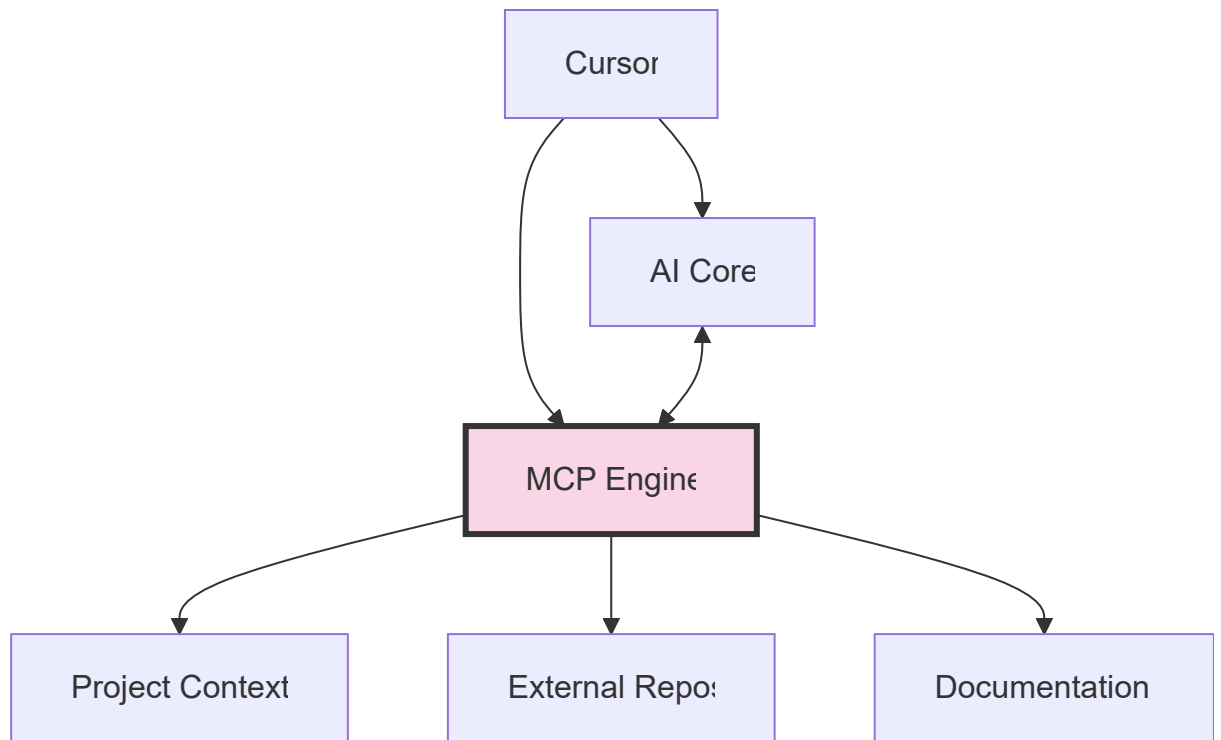 Cursor
AI Core
MCP Engine
Project Context
External Repos
Documentation